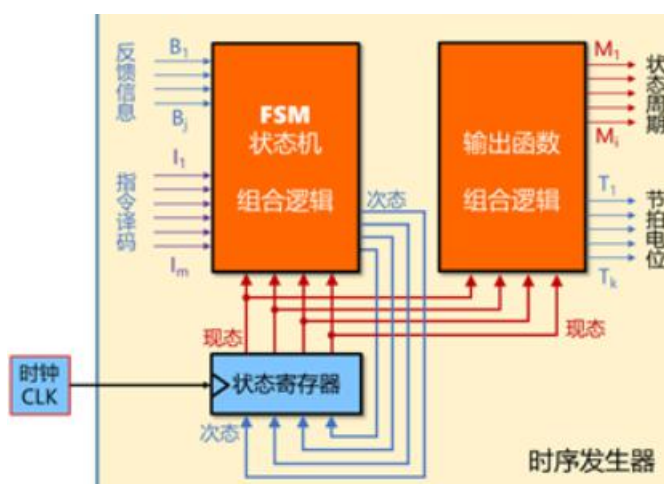 反馈信息
B1
Bj
指令译码
I1
Im
FSM
状态机
组合逻辑
次态
输出函数
组合逻辑
M1
Mi
状态周期
T1
Tk
节拍电位
现态
现态
时钟
CLK
状态寄存器
次态
时序发生器